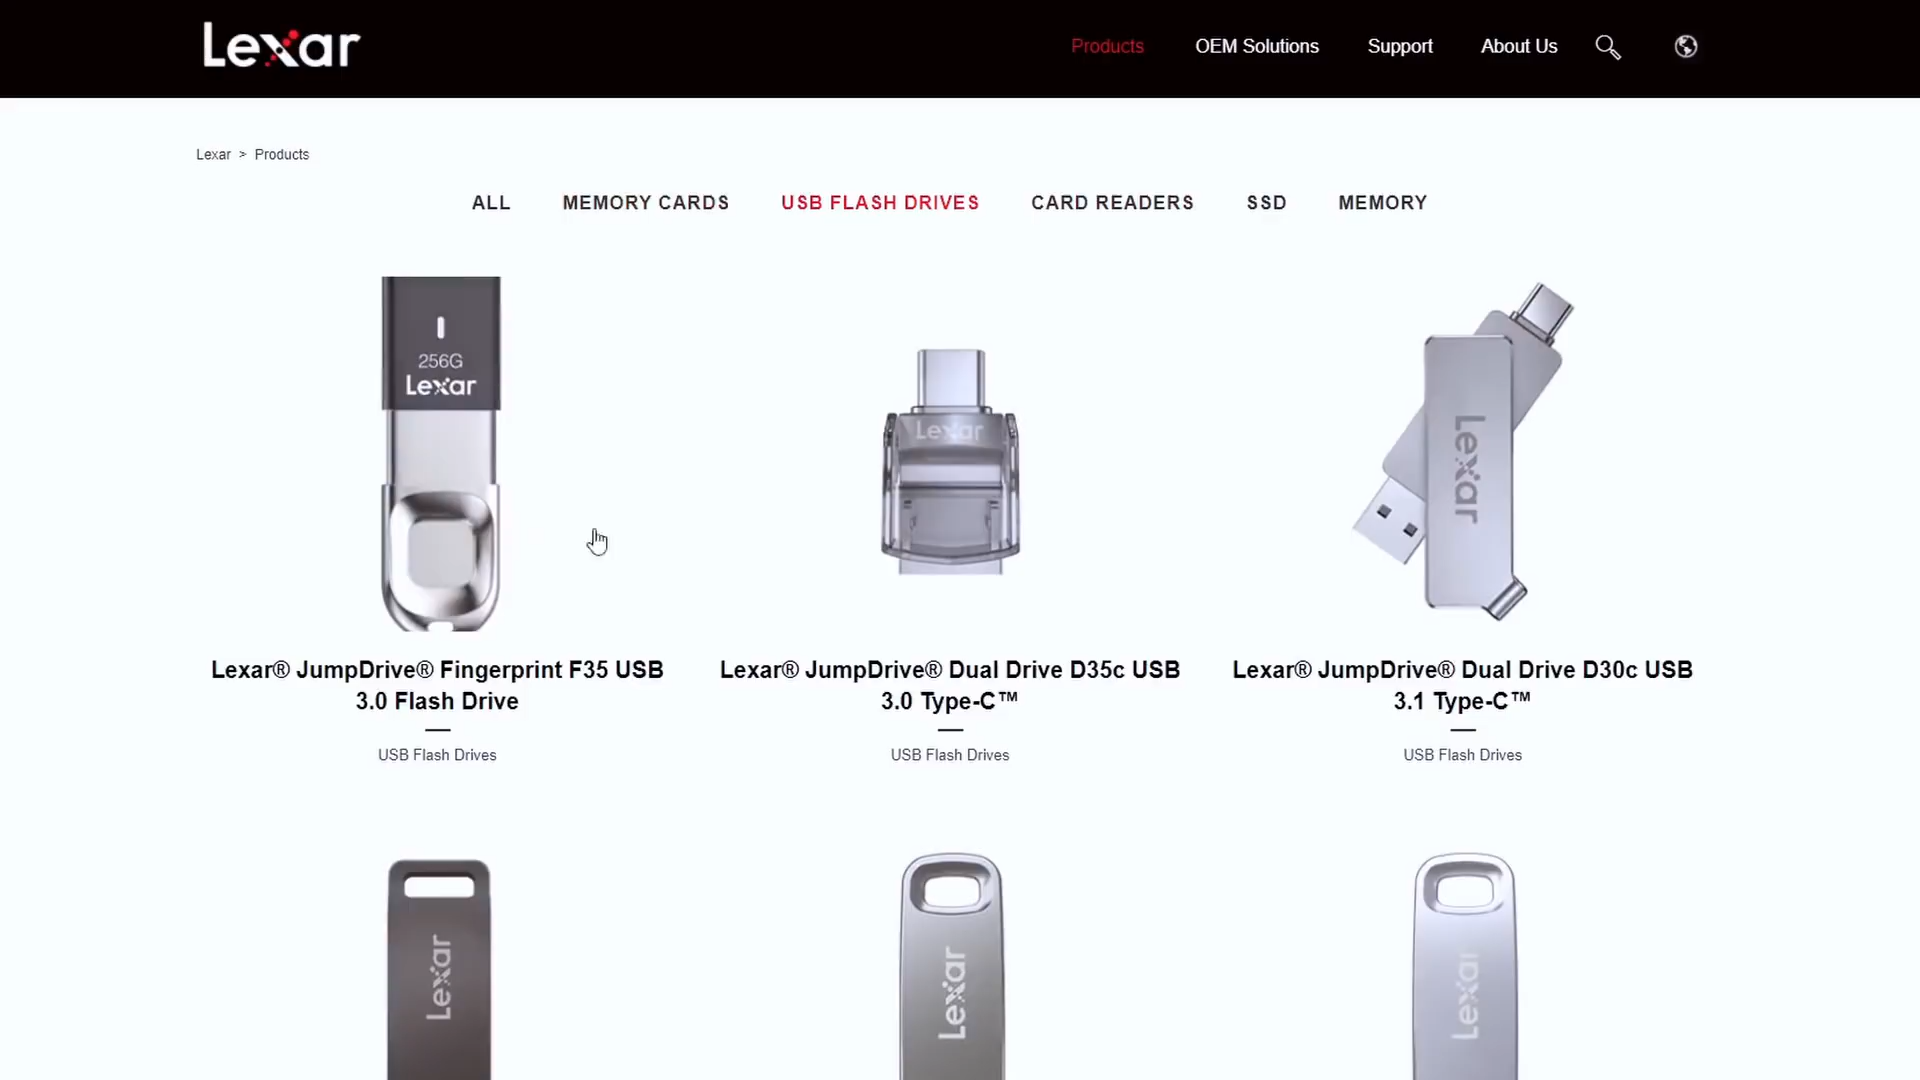 Lexar
Products OEM Solutions Support About Us
Lexar > Products
ALL MEMORY CARDS USB FLASH DRIVES CARD READERS SSD MEMORY
256G
Lexar
Lexar
Lexar
Lexar® JumpDrive® Fingerprint F35 USB
3.0 Flash Drive
USB Flash Drives
Lexar® JumpDrive® Dual Drive D35c USB
3.0 Type-C™
USB Flash Drives
Lexar® JumpDrive® Dual Drive D30c USB
3.1 Type-C™
USB Flash Drives
Lexar
Lexar
Lexar